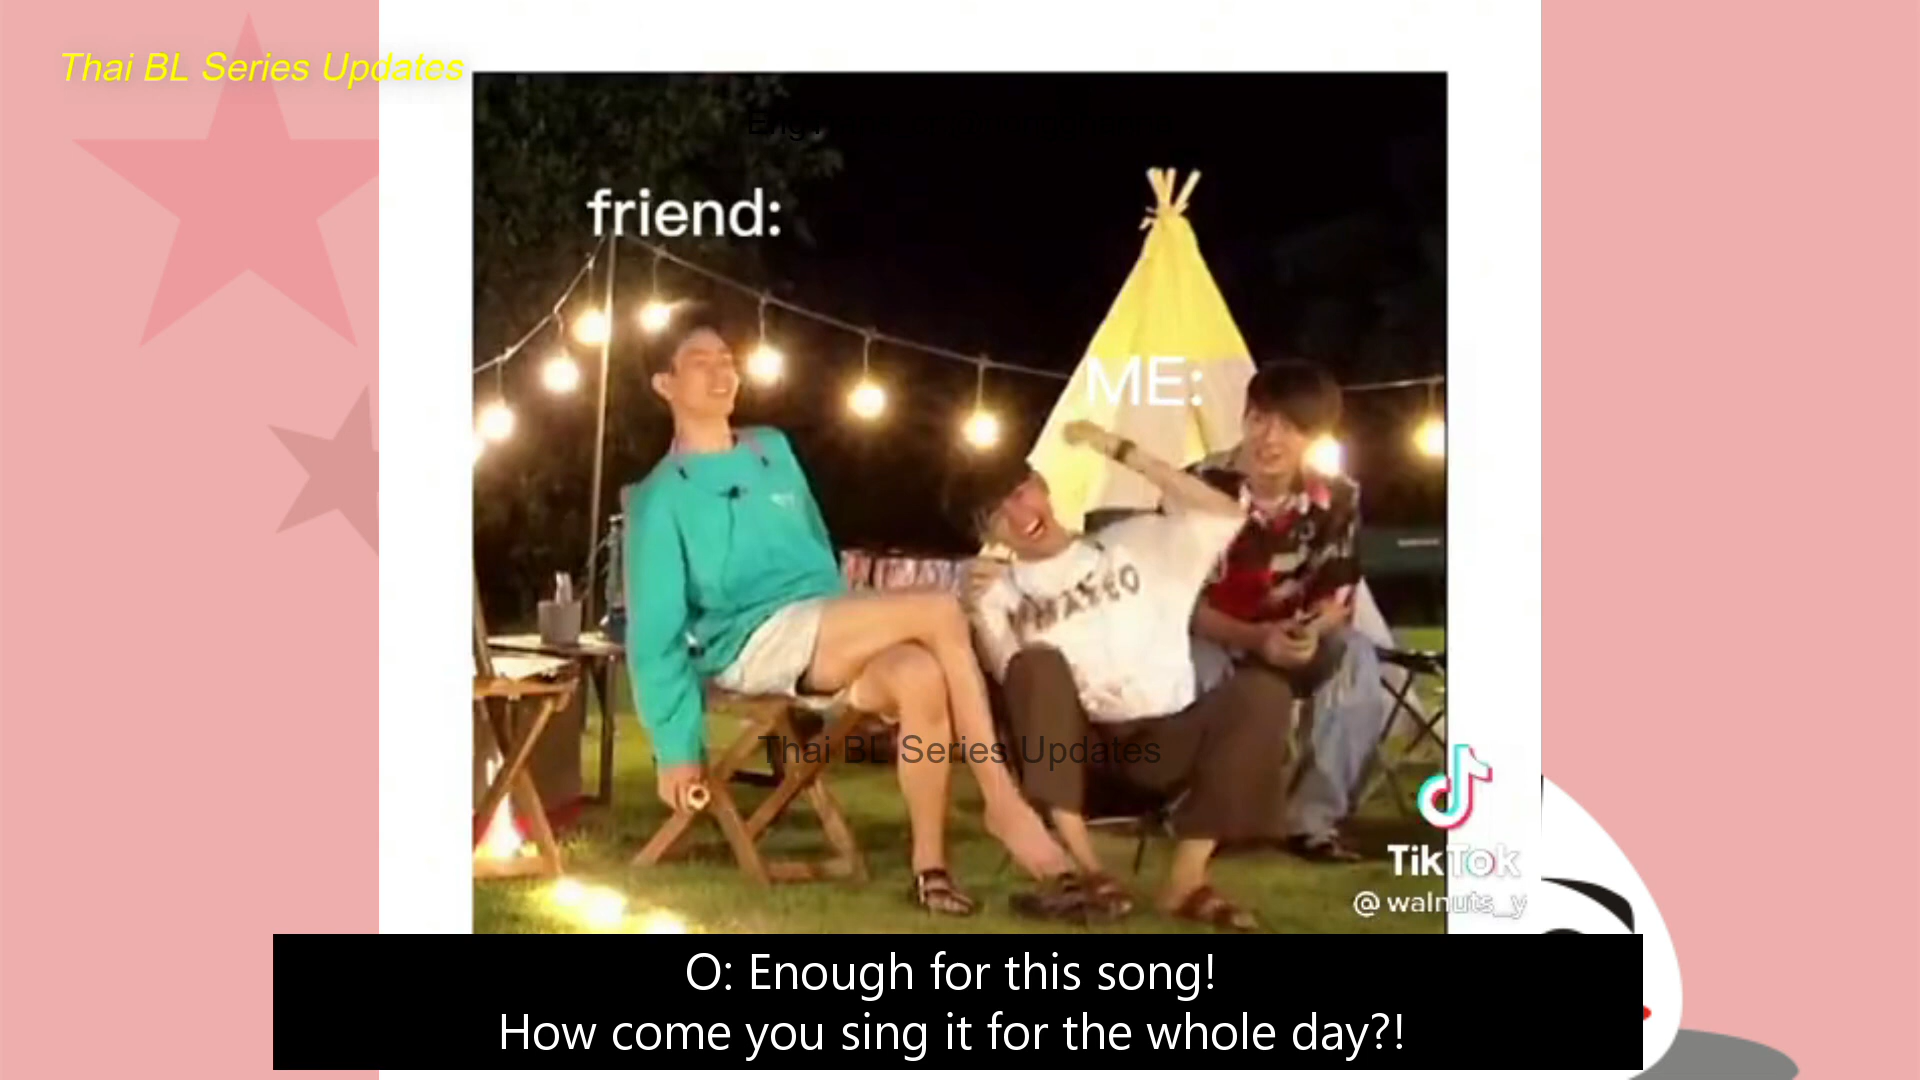 Thai BL Series Updates
friend:
ME:
Thai BL Series Updates
TikTok
@walnuts_y
O: Enough for this song!
How come you sing it for the whole day?!